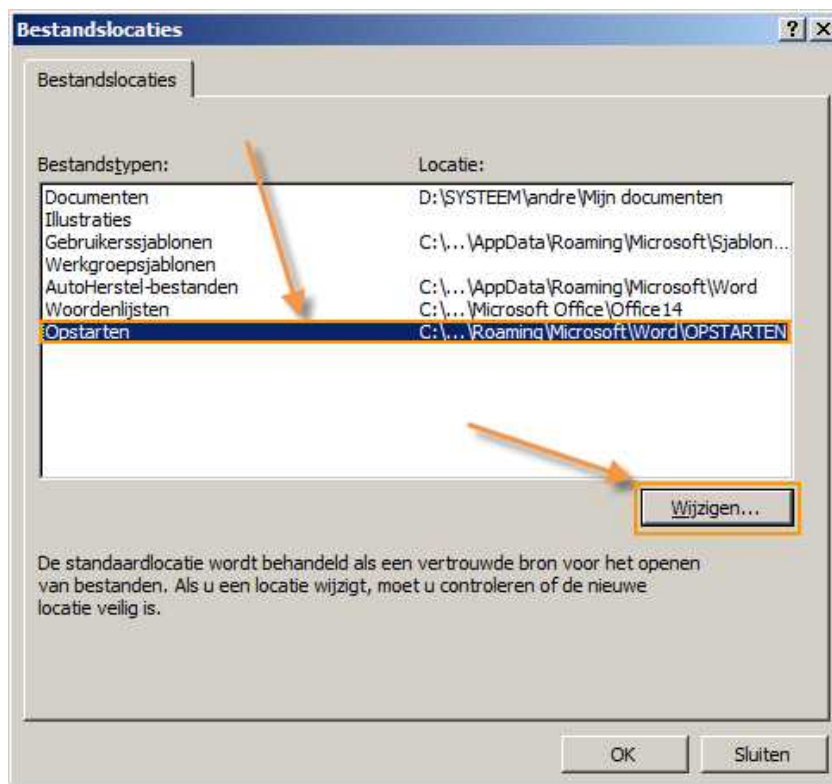 Bestandslocaties
Bestandslocaties
Bestandstypen: Locatie:
Documenten D:\SYSTEEM\andre\Mijn documenten
Illustraties
Gebruikerssjablonen C:\...\AppData\Roaming\Microsoft\Sjablon...
Werkgroepsjablonen
AutoHerstel-bestanden C:\...\AppData\Roaming\Microsoft\Word
Woordenlijsten C:\...\Microsoft Office\Office14
Opstarten C:\...\Roaming\Microsoft\Word\OPSTARTEN
Wijzigen...
De standaardlocatie wordt behandeld als een vertrouwde bron voor het openen
van bestanden. Als u een locatie wijzigt, moet u controleren of de nieuwe
locatie veilig is.
OK Sluiten